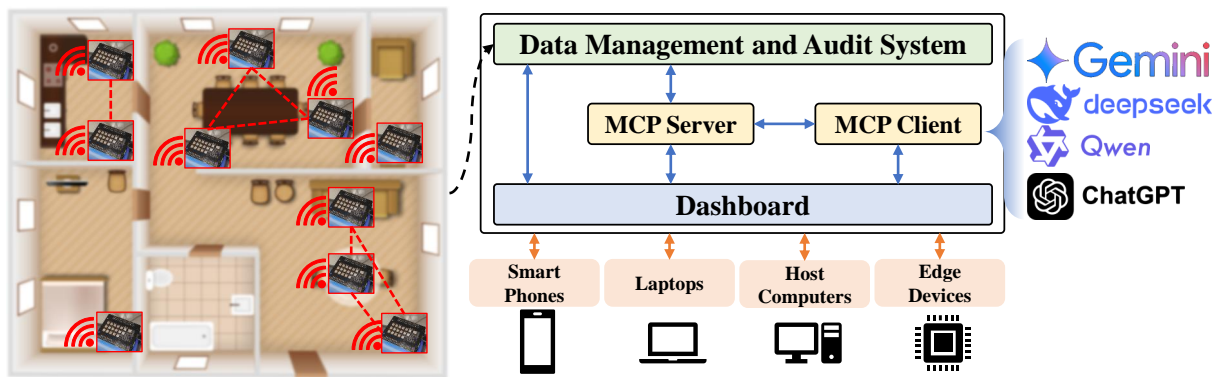 Data Management and Audit System
MCP Server
MCP Client
Dashboard
Gemini
deepseek
Qwen
ChatGPT
Smart
Phones
Laptops
Host
Computers
Edge
Devices